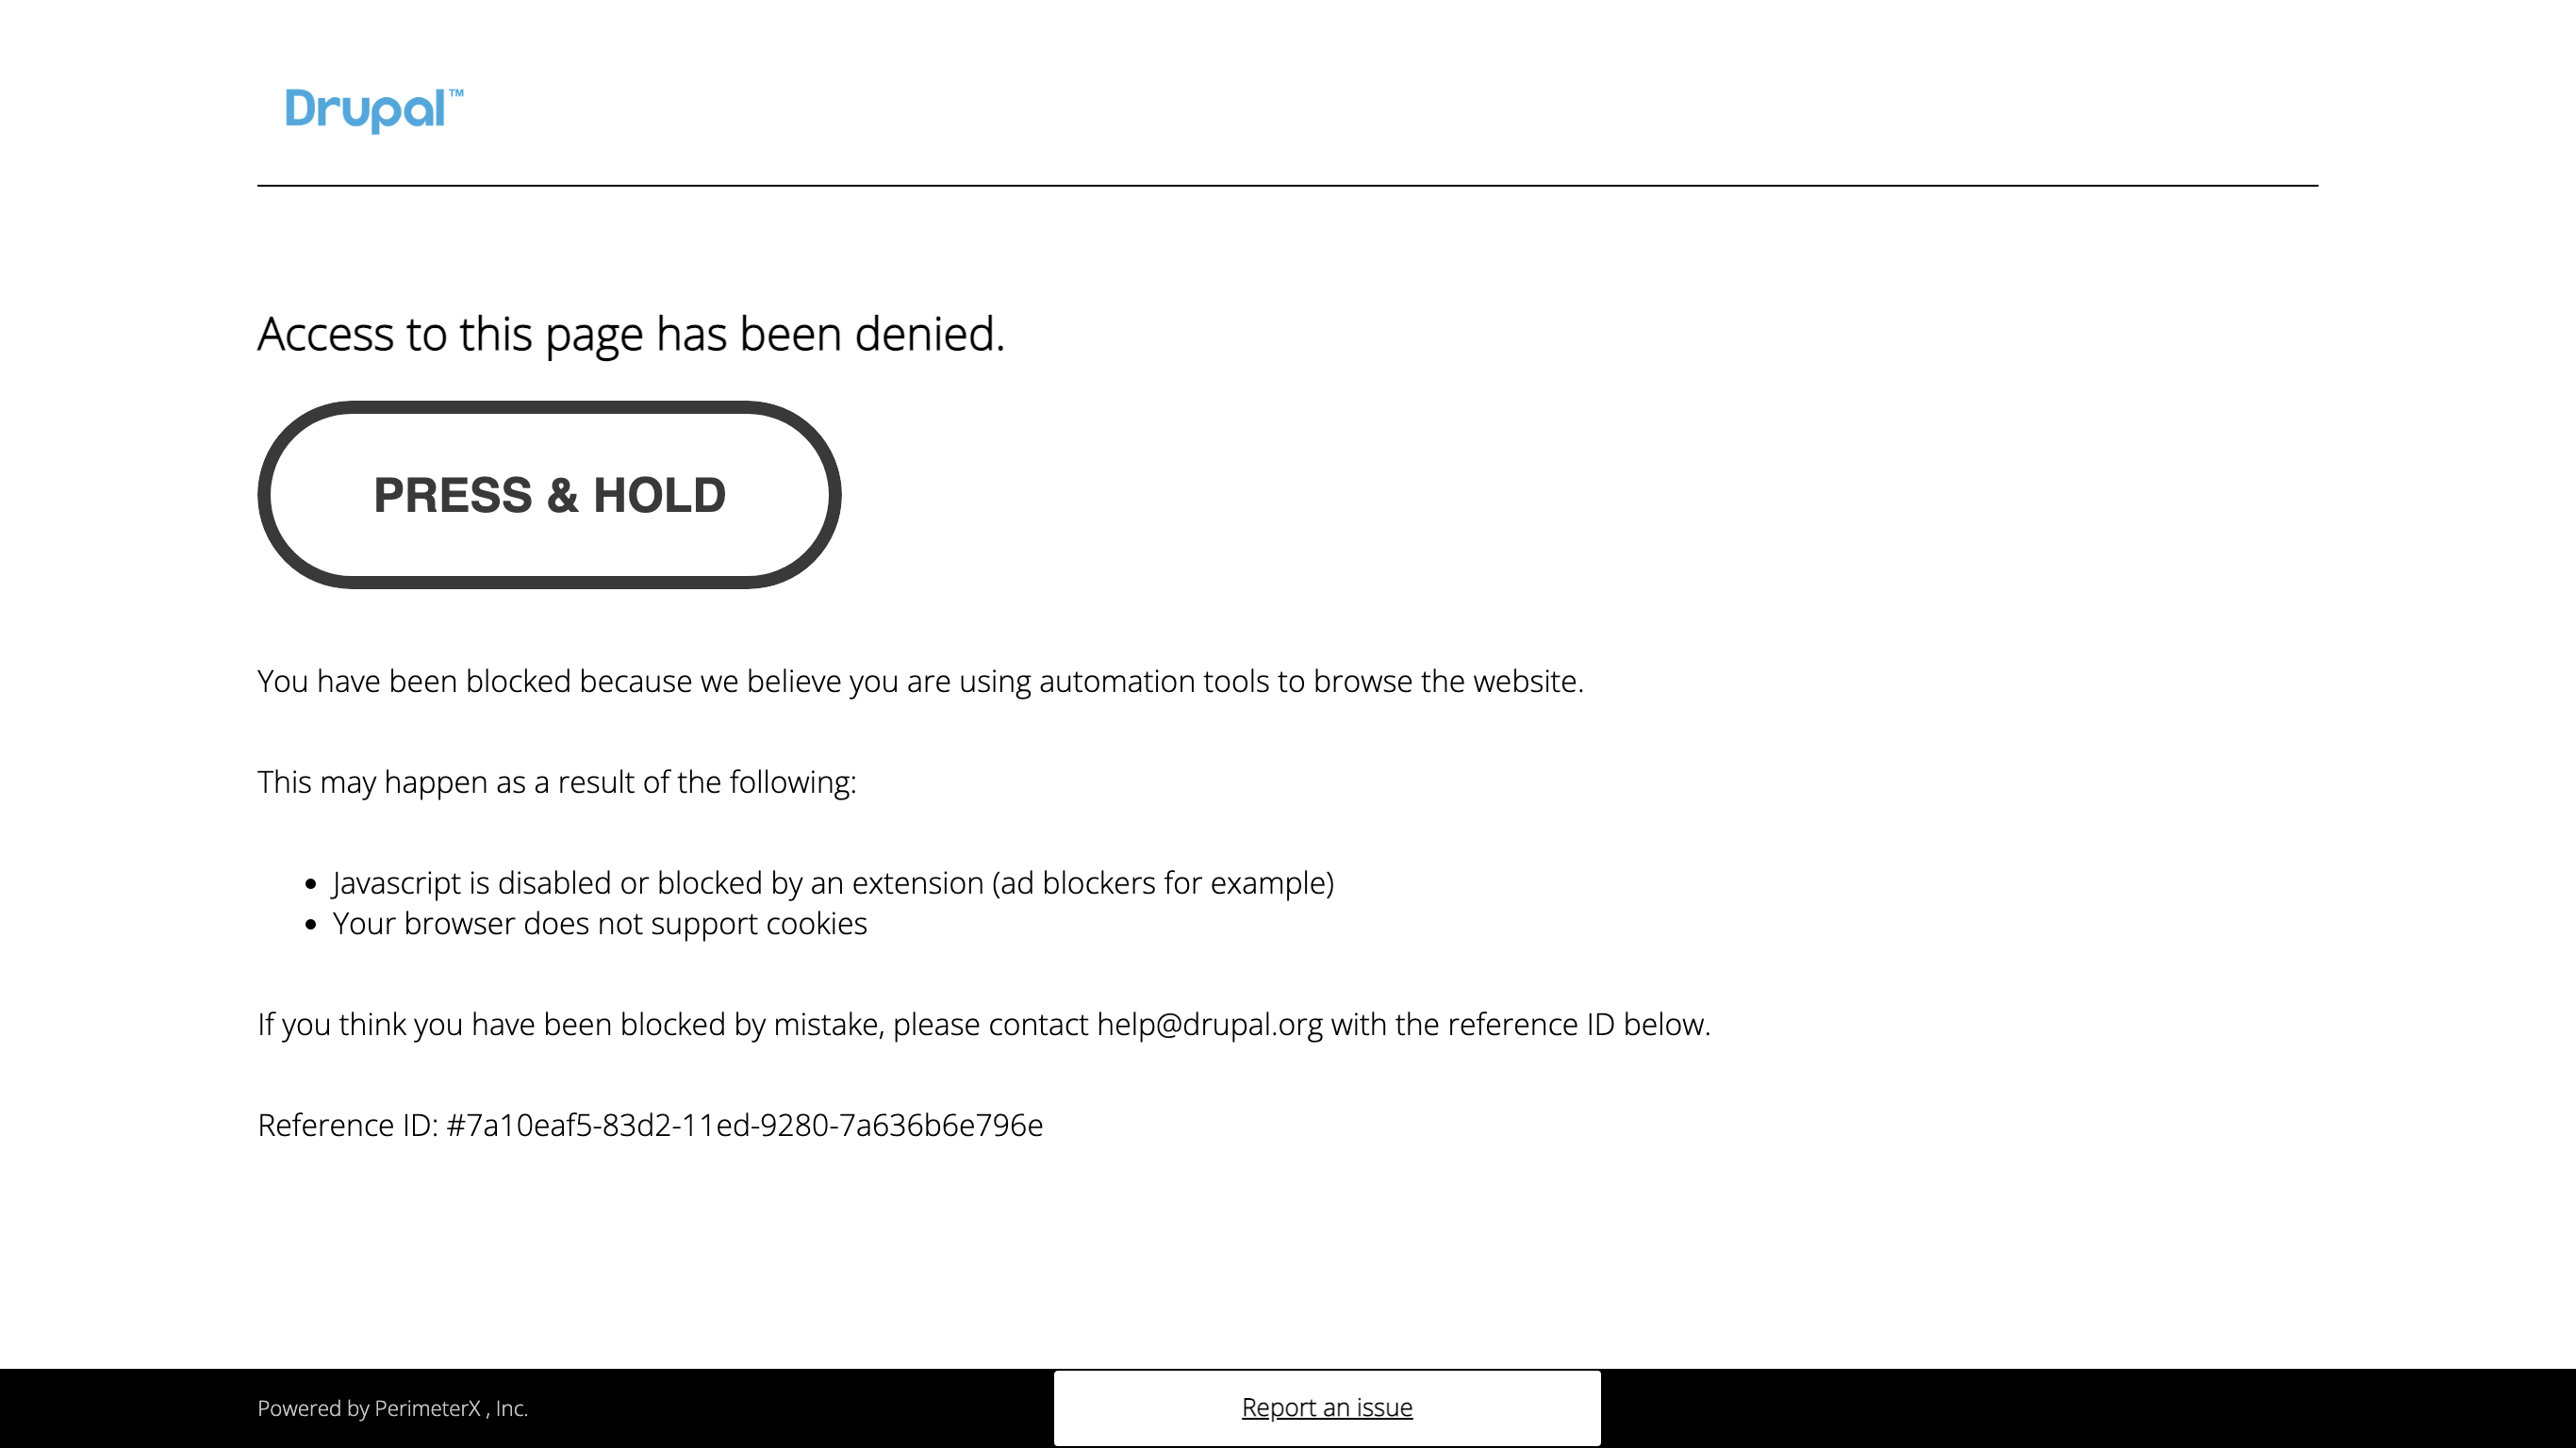 Drupal™
Access to this page has been denied.
PRESS & HOLD
You have been blocked because we believe you are using automation tools to browse the website.
This may happen as a result of the following:
• Javascript is disabled or blocked by an extension (ad blockers for example)
• Your browser does not support cookies
If you think you have been blocked by mistake, please contact help@drupal.org with the reference ID below.
Reference ID: #7a10eaf5-83d2-11ed-9280-7a636b6e796e
Powered by PerimeterX , Inc.
Report an issue